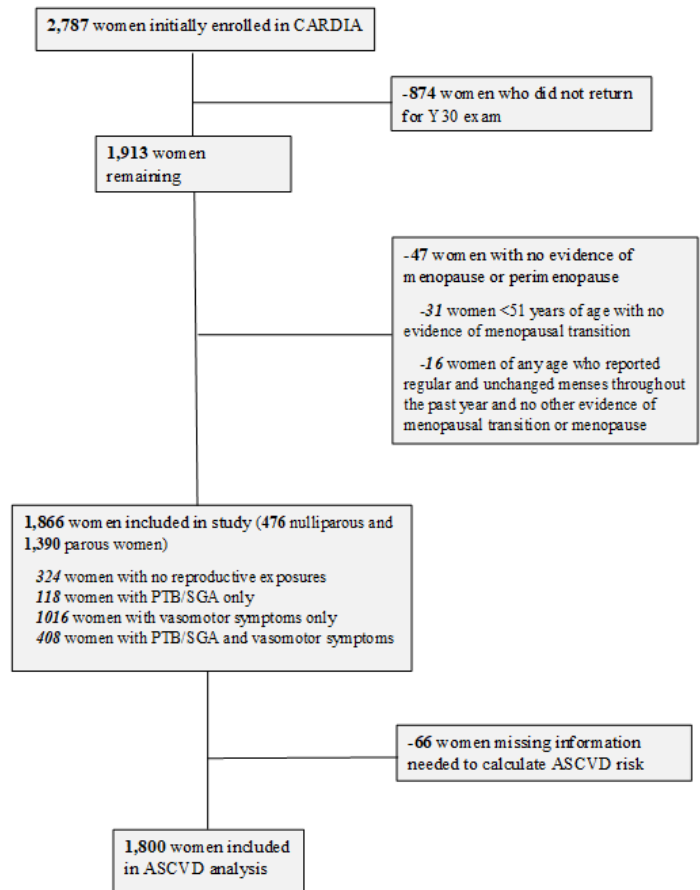 2,787 women initially enrolled in CARDIA
-874 women who did not return
for Y30 exam
1,913 women
remaining
-47 women with no evidence of
menopause or perimenopause
-31 women <51 years of age with no
evidence of menopausal transition
-16 women of any age who reported
regular and unchanged menses throughout
the past year and no other evidence of
menopausal transition or menopause
1,866 women included in study (476 nulliparous and
1,390 parous women)
324 women with no reproductive exposures
118 women with PTB/SGA only
1016 women with vasomotor symptoms only
408 women with PTB/SGA and vasomotor symptoms
-66 women missing information
needed to calculate ASCVD risk
1,800 women included
in ASCVD analysis